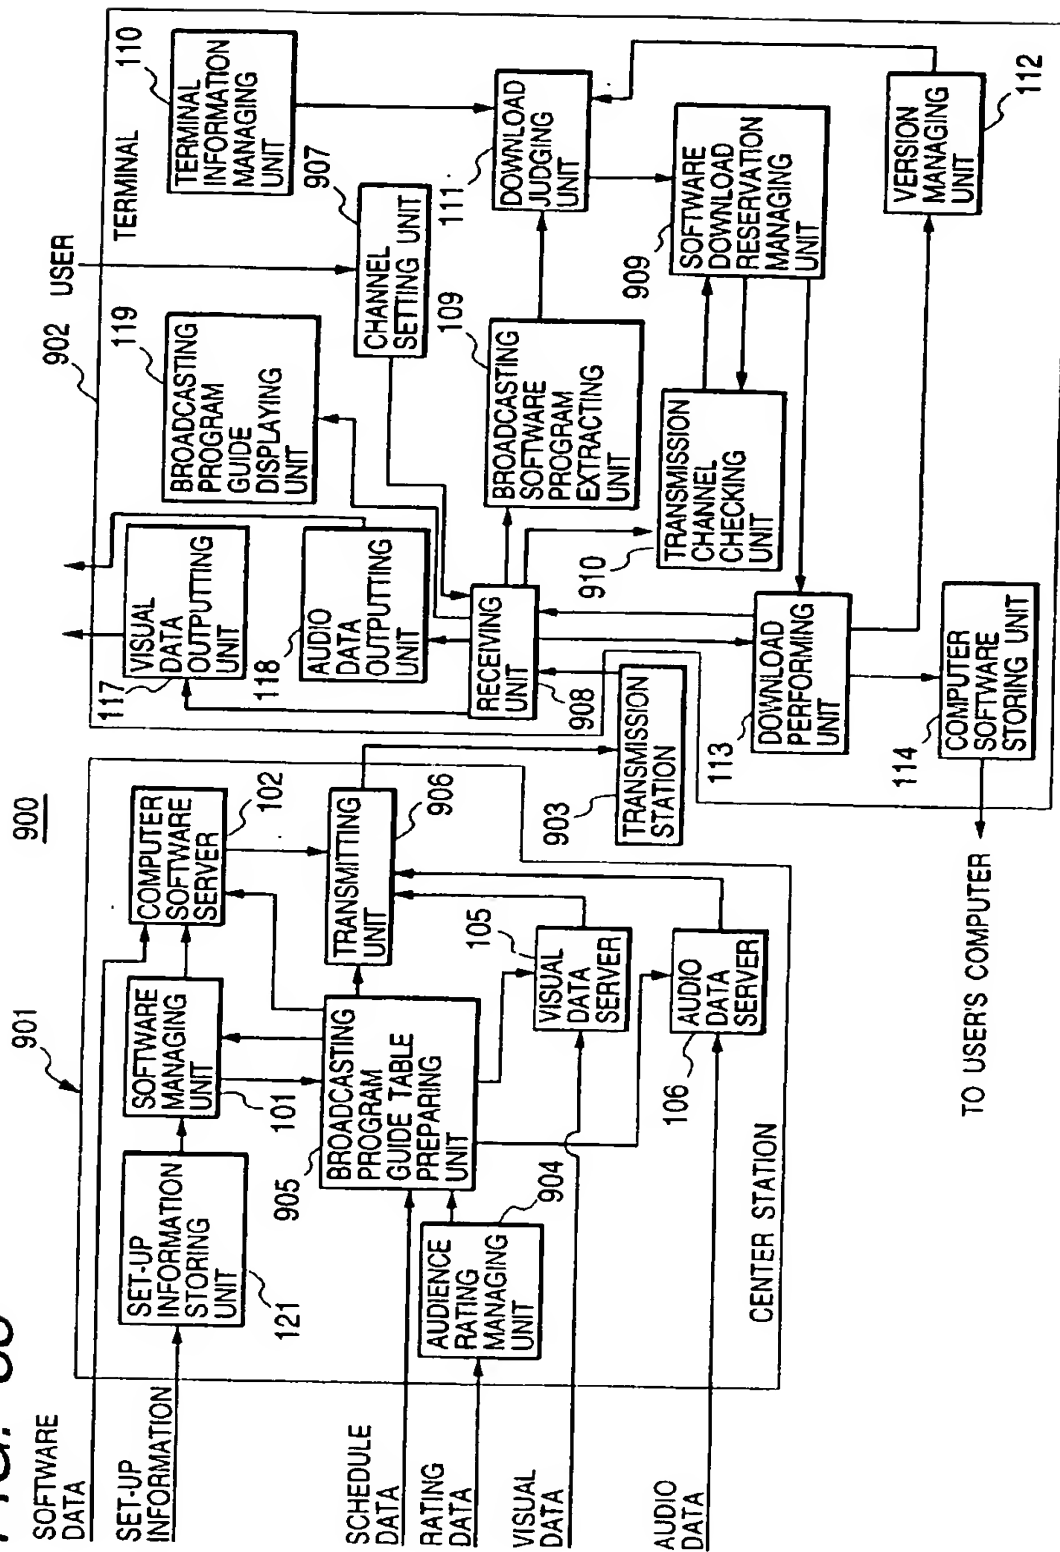 900
SOFTWARE
DATA
SET-UP
INFORMATION
SCHEDULE
DATA
RATING
DATA
VISUAL
DATA
AUDIO
DATA
901
SET-UP
INFORMATION
STORING
UNIT
121
SOFTWARE
MANAGING
UNIT
101
COMPUTER
SOFTWARE
SERVER
102
905
BROADCASTING
PROGRAM
GUIDE TABLE
PREPARING
UNIT
TRANSMITTING
UNIT
906
AUDIENCE
RATING
MANAGING
UNIT
904
VISUAL
DATA
SERVER
105
AUDIO
DATA
SERVER
106
CENTER STATION
903
TRANSMISSION
STATION
902
USER
TERMINAL
VISUAL
DATA
OUTPUTTING
UNIT
117
BROADCASTING
PROGRAM
GUIDE
DISPLAYING
UNIT
119
TERMINAL
INFORMATION
MANAGING
UNIT
110
AUDIO DATA
OUTPUTTING
UNIT
118
CHANNEL
SETTING UNIT
907
RECEIVING
UNIT
908
BROADCASTING
SOFTWARE
PROGRAM
EXTRACTING
UNIT
109
DOWNLOAD
JUDGING
UNIT
111
TRANSMISSION
CHANNEL
CHECKING
UNIT
910
SOFTWARE
DOWNLOAD
RESERVATION
MANAGING
UNIT
909
DOWNLOAD
PERFORMING
UNIT
113
COMPUTER
SOFTWARE
STORING UNIT
114
VERSION
MANAGING
UNIT
112
TO USER'S COMPUTER